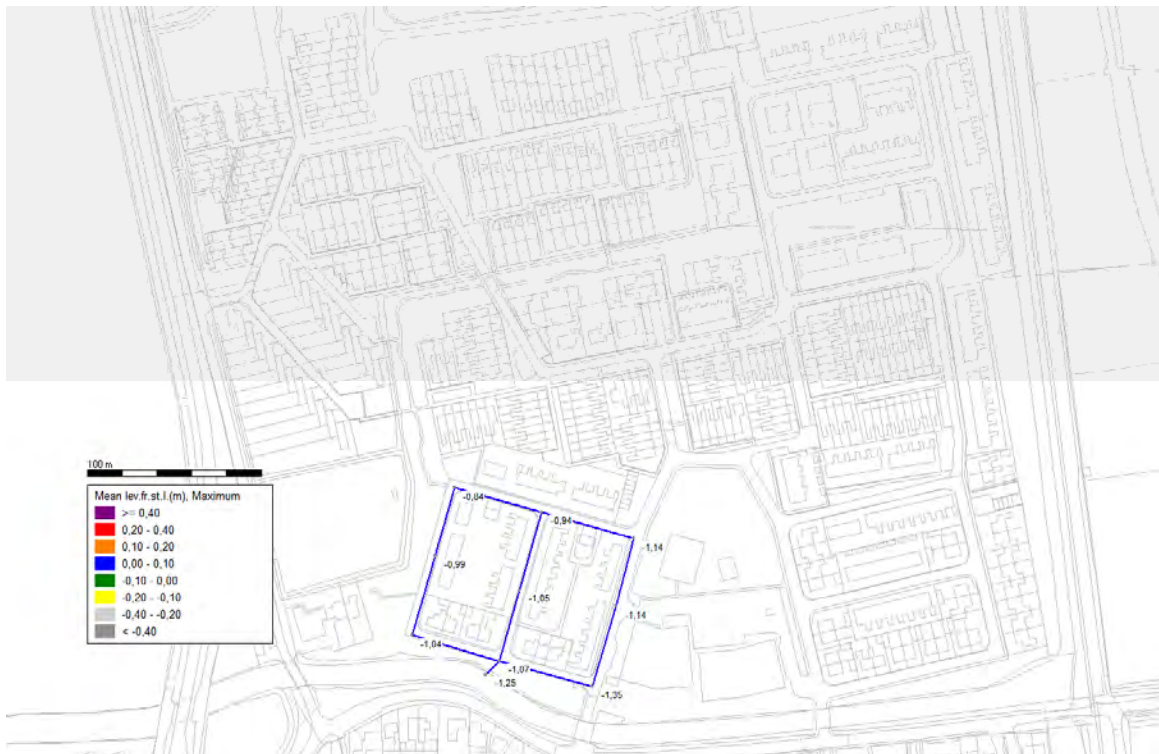 100 m
Mean lev.fr.st.l.(m), Maximum
>= 0,40
0,20 - 0,40
0,10 - 0,20
0,00 - 0,10
-0,10 - 0,00
-0,20 - -0,10
-0,40 - -0,20
< -0,40
-0,84
-0,94
-1,14
-0,99
-1,05
-1,14
-1,04
-1,07
-1,25
-1,35